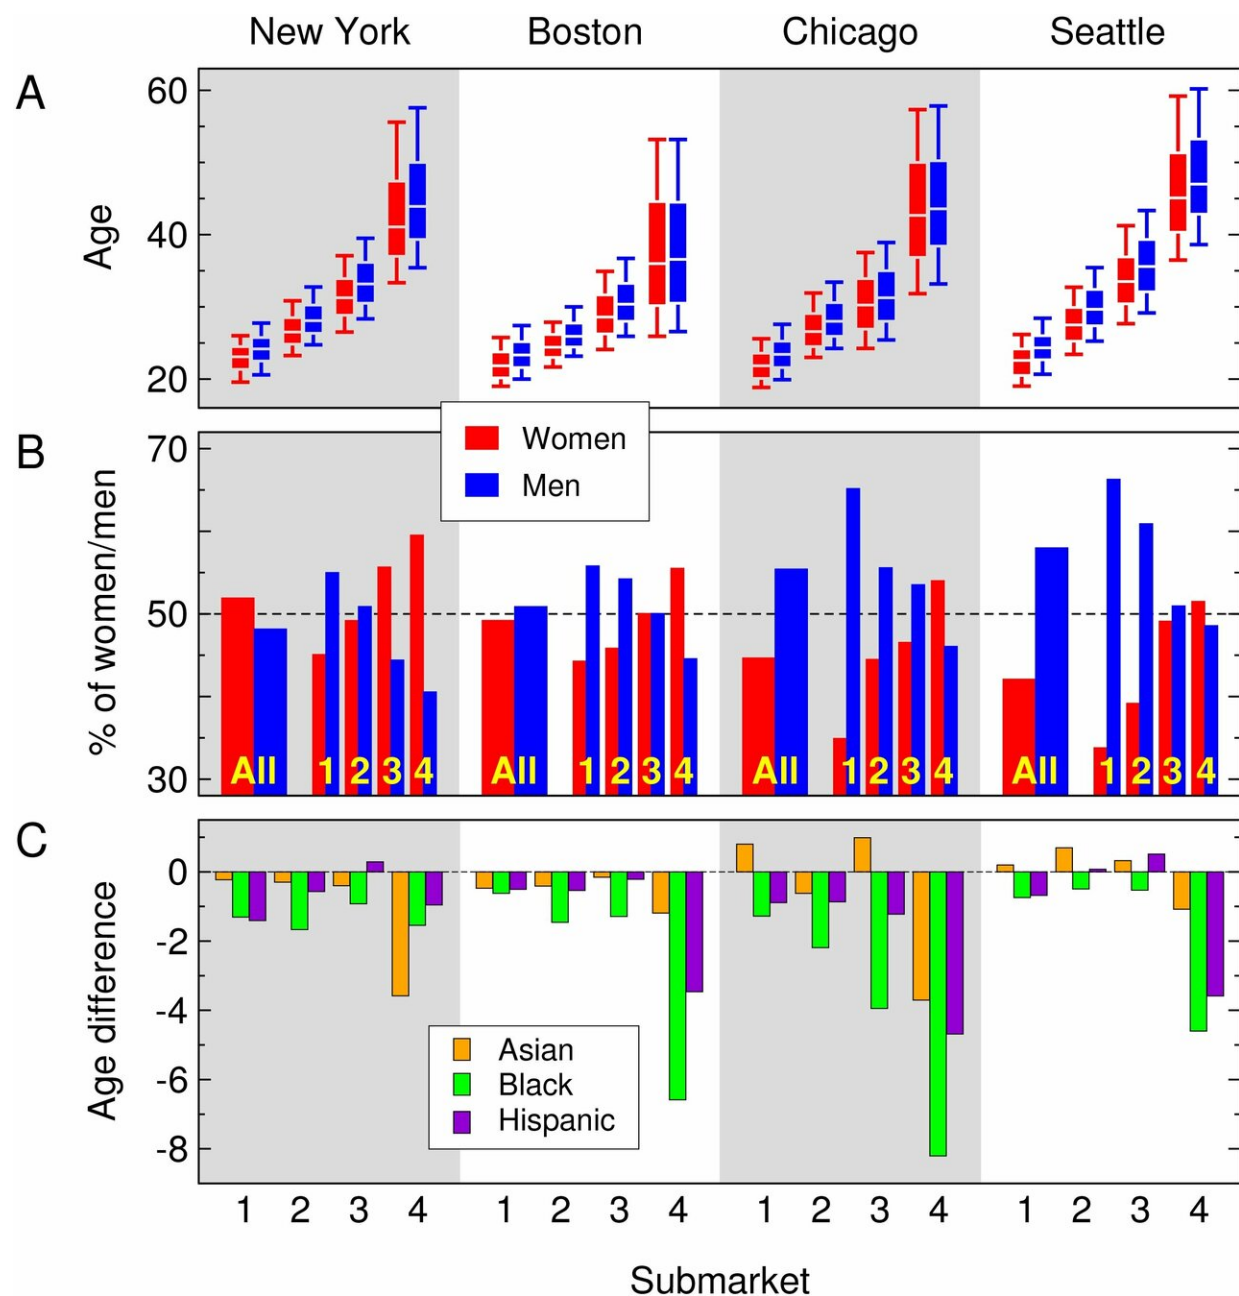 New York Boston Chicago Seattle
A
60
40
20
Age
B
Women
Men
70
50
30
% of women/men
All 1 2 3 4 All 1 2 3 4 All 1 2 3 4 All 1 2 3 4
C
0
-2
-4
-6
-8
Age difference
Asian
Black
Hispanic
1 2 3 4 1 2 3 4 1 2 3 4 1 2 3 4
Submarket